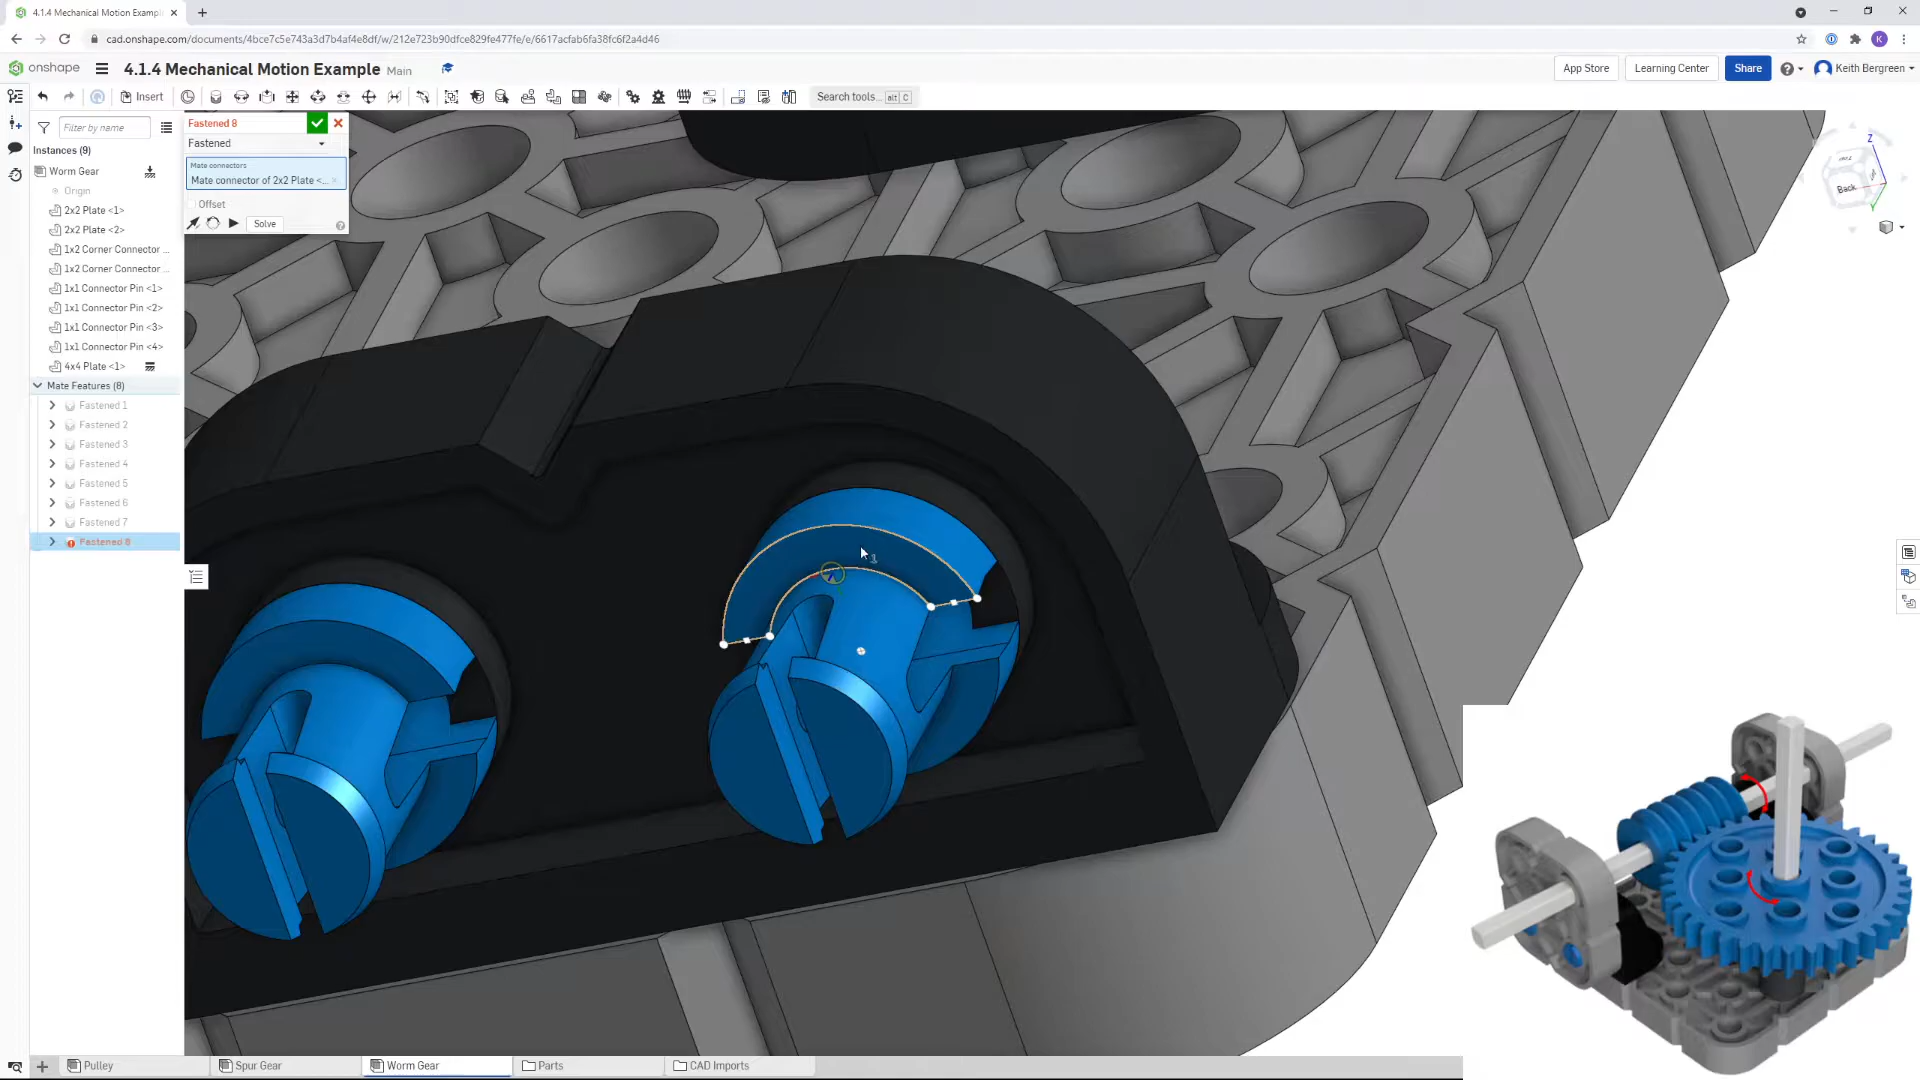 4.1.4 Mechanical Motion Exampl
cad.onshape.com/documents/4bce7c5e743a3d7b4af4e8df/w/212e723b90dfce829fe477fe/e/6617acfab6fa38fc6f2a4d46
K
onshape
4.1.4 Mechanical Motion Example
Main
App Store
Learning Center
Share
Keith Bergreen
Insert
Search tools...
alt
C
Filter by name
Instances (9)
Worm Gear
Origin
2x2 Plate <1>
2x2 Plate <2>
1x2 Corner Connector ...
1x2 Corner Connector ...
1x1 Connector Pin <1>
1x1 Connector Pin <2>
1x1 Connector Pin <3>
1x1 Connector Pin <4>
4x4 Plate <1>
Mate Features (8)
Fastened 1
Fastened 2
Fastened 3
Fastened 4
Fastened 5
Fastened 6
Fastened 7
Fastened 8
Fastened 8
Fastened
Mate connectors
Mate connector of 2x2 Plate <...
Offset
Solve
Z
Back
Y
Pulley
Spur Gear
Worm Gear
Parts
CAD Imports